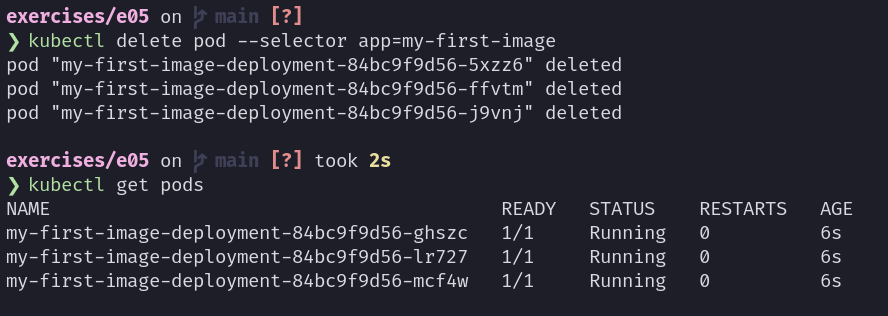 exercises/e05 on main [?]
❯ kubectl delete pod --selector app=my-first-image
pod "my-first-image-deployment-84bc9f9d56-5xzz6" deleted
pod "my-first-image-deployment-84bc9f9d56-ffvtm" deleted
pod "my-first-image-deployment-84bc9f9d56-j9vnj" deleted
exercises/e05 on main [?] took 2s
❯ kubectl get pods
NAME READY STATUS RESTARTS AGE
my-first-image-deployment-84bc9f9d56-ghszc 1/1 Running 0 6s
my-first-image-deployment-84bc9f9d56-lr727 1/1 Running 0 6s
my-first-image-deployment-84bc9f9d56-mcf4w 1/1 Running 0 6s